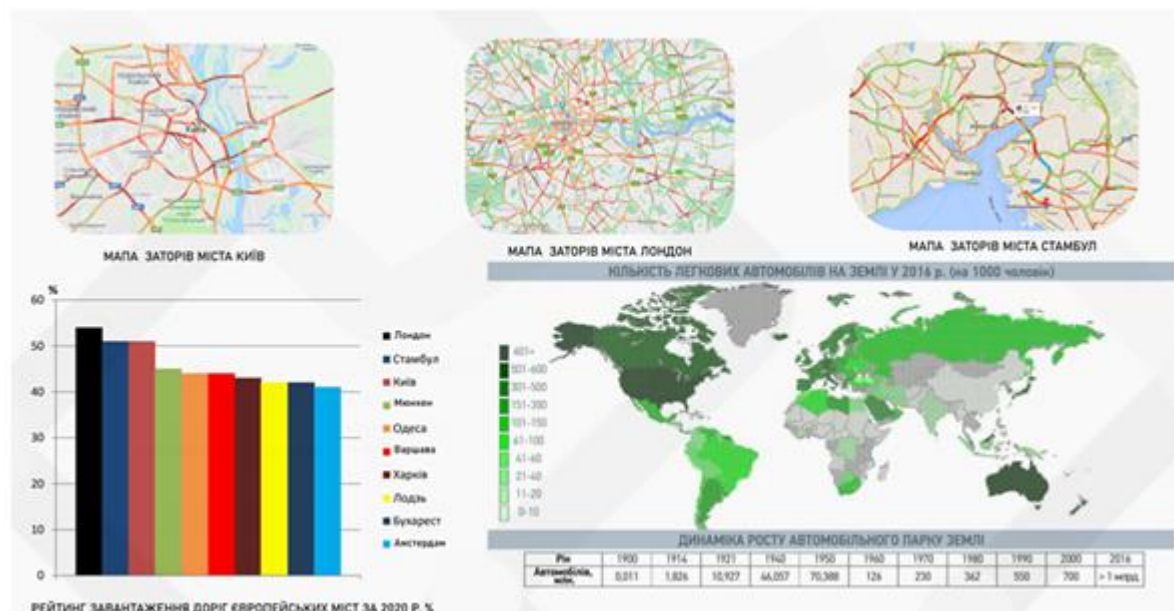 МАПА ЗАТОРІВ МІСТА КИЇВ
МАПА ЗАТОРІВ МІСТА ЛОНДОН
МАПА ЗАТОРІВ МІСТА СТАМБУЛ
КІЛЬКІСТЬ ЛЕГКОВИХ АВТОМОБІЛІВ НА ЗЕМЛІ У 2016 р. (на 1000 чоловік)
%
60
50
40
30
20
10
0
Лондон
Стамбул
Київ
Мюнхен
Одеса
Варшава
Харків
Лодзь
Бухарест
Амстердам
501-600
301-500
151-300
101-150
61-100
41-60
21-40
11-20
0-10
ДИНАМІКА РОСТУ АВТОМОБІЛЬНОГО ПАРКУ ЗЕМЛІ
Рік 1900 1914 1921 1940 1950 1960 1970 1980 1990 2000 2016
Автомобілів, млн. 0,011 1,826 10,927 46,057 70,388 126 230 362 550 700 > 1 млрд.
РЕЙТИНГ ЗАВАНТАЖЕННЯ ДОРІГ ЄВРОПЕЙСЬКИХ МІСТ ЗА 2020 Р. %